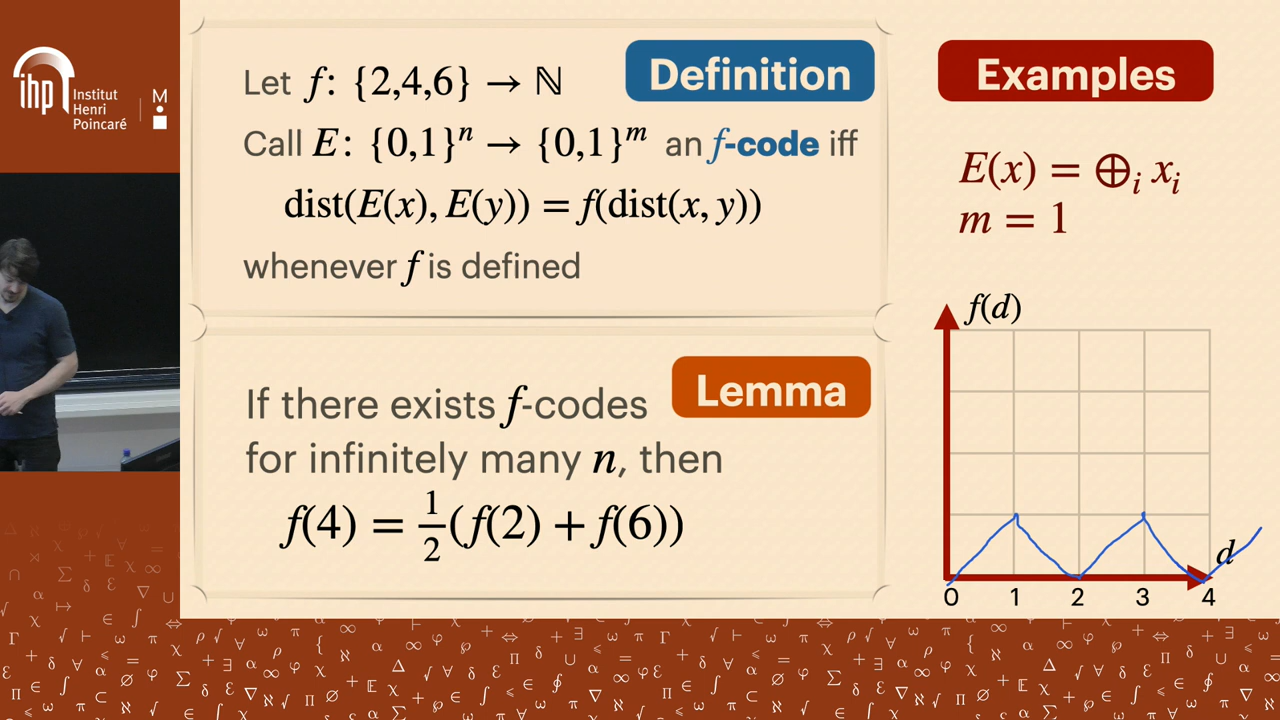 ihp
Institut
Henri
Poincaré
M
Definition
Let f: {2,4,6} → ℕ
Call E: {0,1}ⁿ → {0,1}ᵐ an f-code iff
dist(E(x), E(y)) = f(dist(x, y))
whenever f is defined
Lemma
If there exists f-codes
for infinitely many n, then
f(4) = ½(f(2) + f(6))
Examples
E(x) = ⊕ᵢ xᵢ
m = 1
f(d)
d
0 1 2 3 4